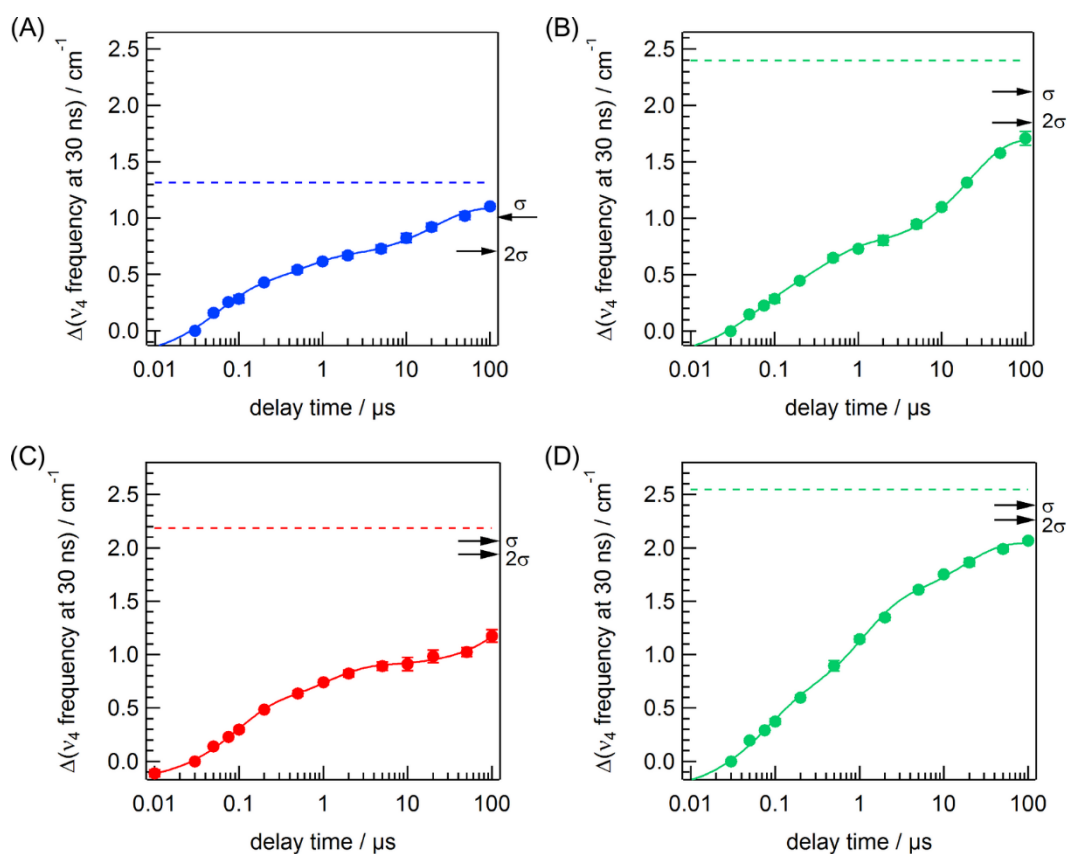 (A)
Δ(ν₄ frequency at 30 ns) / cm⁻¹
2.5
2.0
1.5
1.0
0.5
0.0
σ
2σ
0.01 0.1 1 10 100
delay time / μs
(B)
Δ(ν₄ frequency at 30 ns) / cm⁻¹
2.5
2.0
1.5
1.0
0.5
0.0
σ
2σ
0.01 0.1 1 10 100
delay time / μs
(C)
Δ(ν₄ frequency at 30 ns) / cm⁻¹
2.5
2.0
1.5
1.0
0.5
0.0
σ
2σ
0.01 0.1 1 10 100
delay time / μs
(D)
Δ(ν₄ frequency at 30 ns) / cm⁻¹
2.5
2.0
1.5
1.0
0.5
0.0
σ
2σ
0.01 0.1 1 10 100
delay time / μs